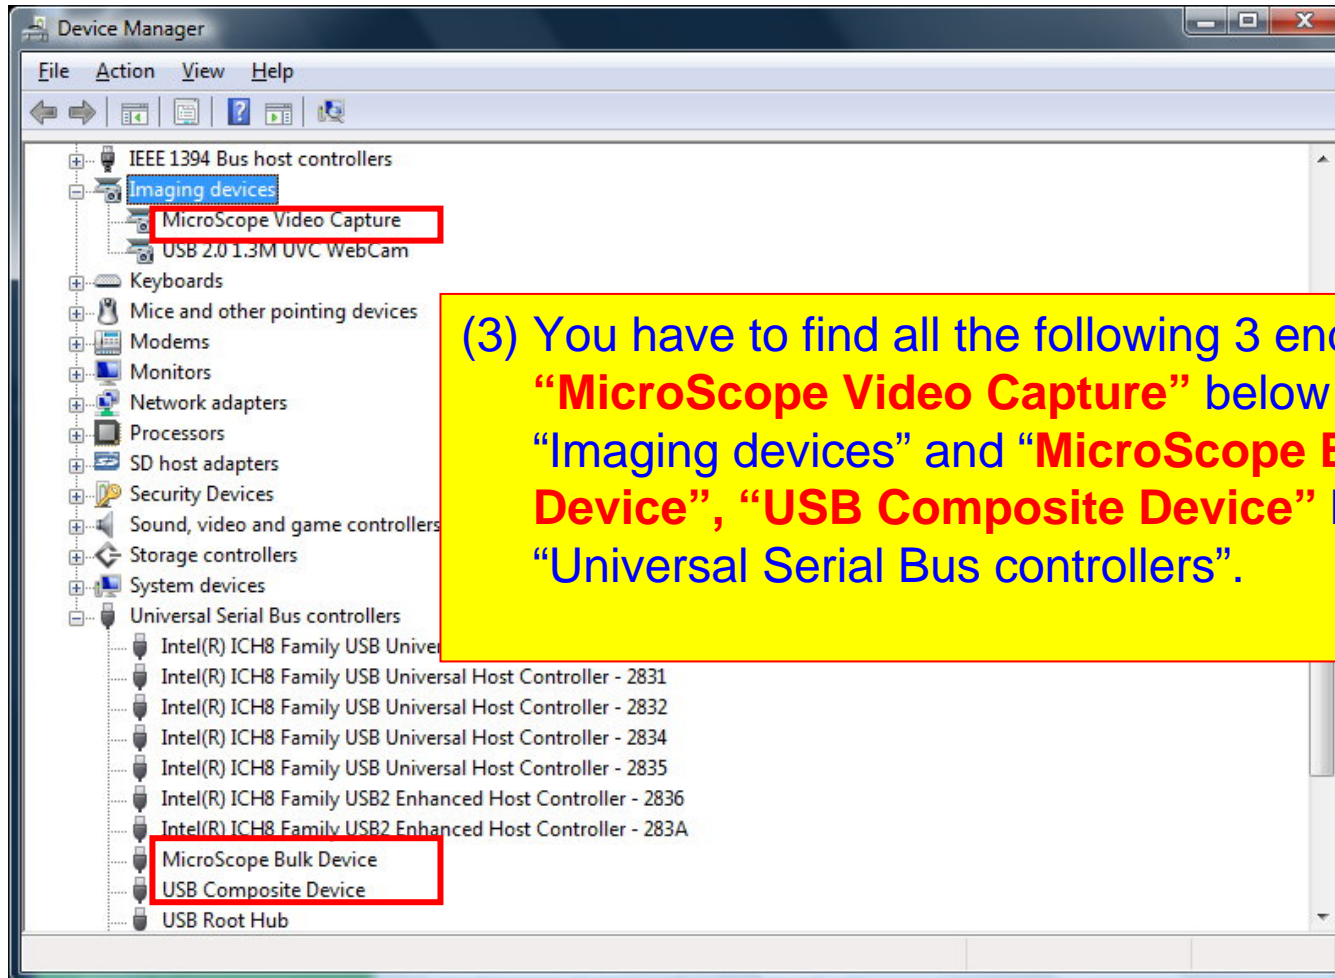 Device Manager
File Action View Help
IEEE 1394 Bus host controllers
Imaging devices
MicroScope Video Capture
USB 2.0 1.3M UVC WebCam
Keyboards
Mice and other pointing devices
Modems
Monitors
Network adapters
Processors
SD host adapters
Security Devices
Sound, video and game controllers
Storage controllers
System devices
Universal Serial Bus controllers
Intel(R) ICH8 Family USB
Intel(R) ICH8 Family USB Universal Host Controller - 2831
Intel(R) ICH8 Family USB Universal Host Controller - 2832
Intel(R) ICH8 Family USB Universal Host Controller - 2834
Intel(R) ICH8 Family USB Universal Host Controller - 2835
Intel(R) ICH8 Family USB2 Enhanced Host Controller - 2836
Intel(R) ICH8 Family USB2 Enhanced Host Controller - 283A
MicroScope Bulk Device
USB Composite Device
USB Root Hub
(3) You have to find all the following 3
“MicroScope Video Capture” below
“Imaging devices” and “MicroScope
Device”, “USB Composite Device”
“Universal Serial Bus controllers”.